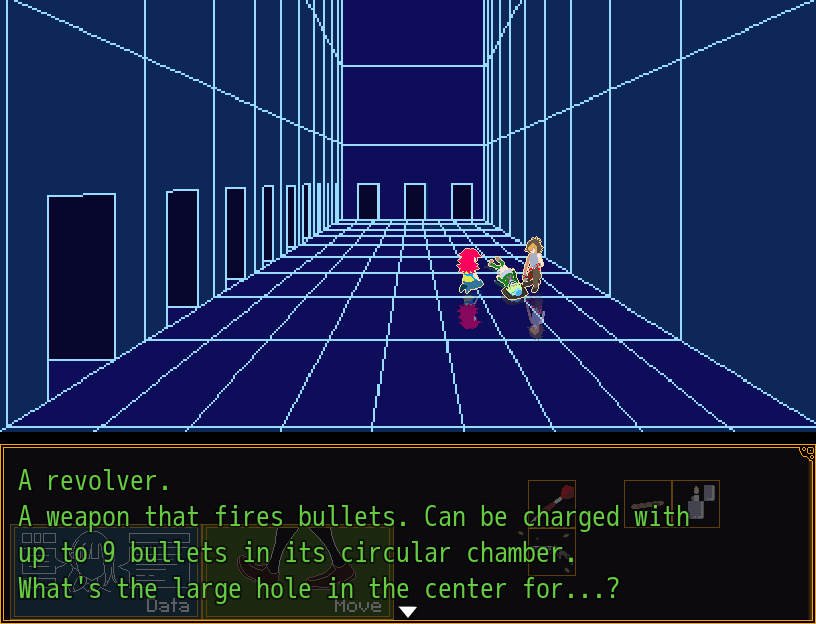 A revolver.
A weapon that fires bullets. Can be charged with
up to 9 bullets in its circular chamber.
What's the large hole in the center for...?
Data
Move